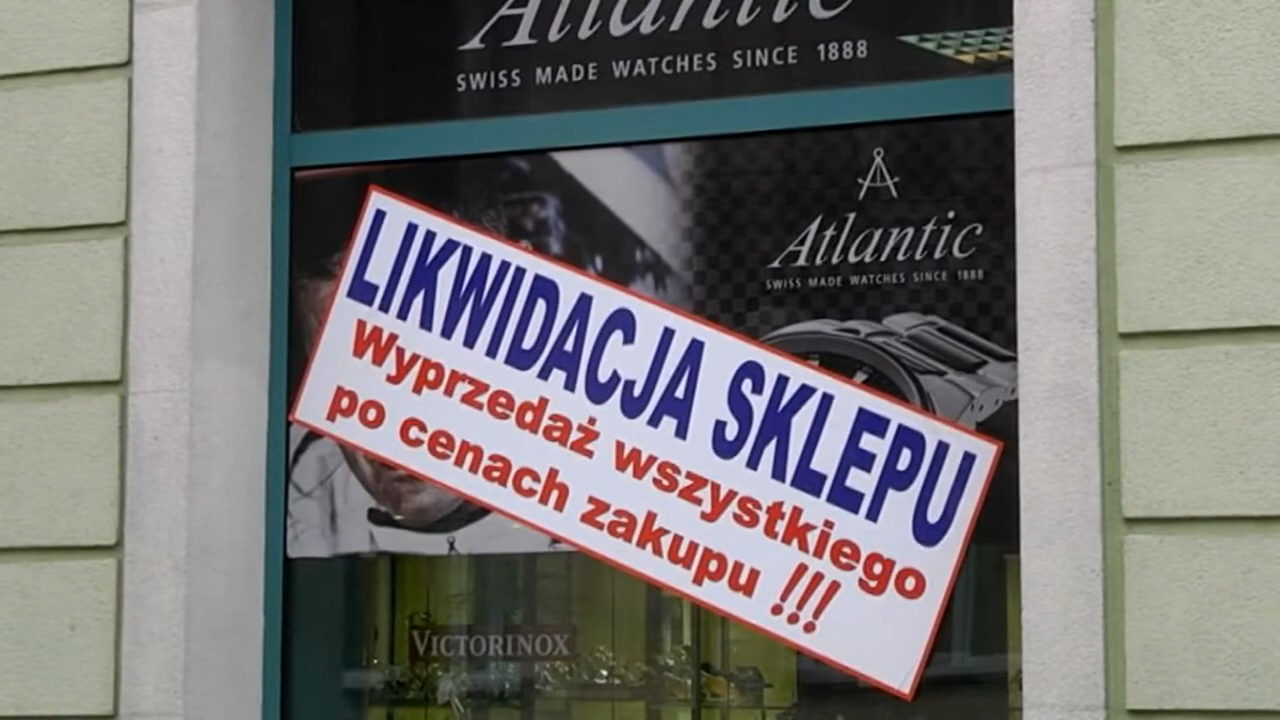 Atlantic
SWISS MADE WATCHES SINCE 1888
Atlantic
SWISS MADE WATCHES SINCE 1888
LIKWIDACJA SKLEPU
Wyprzedaż wszystkiego
po cenach zakupu !!!
VICTORINOX